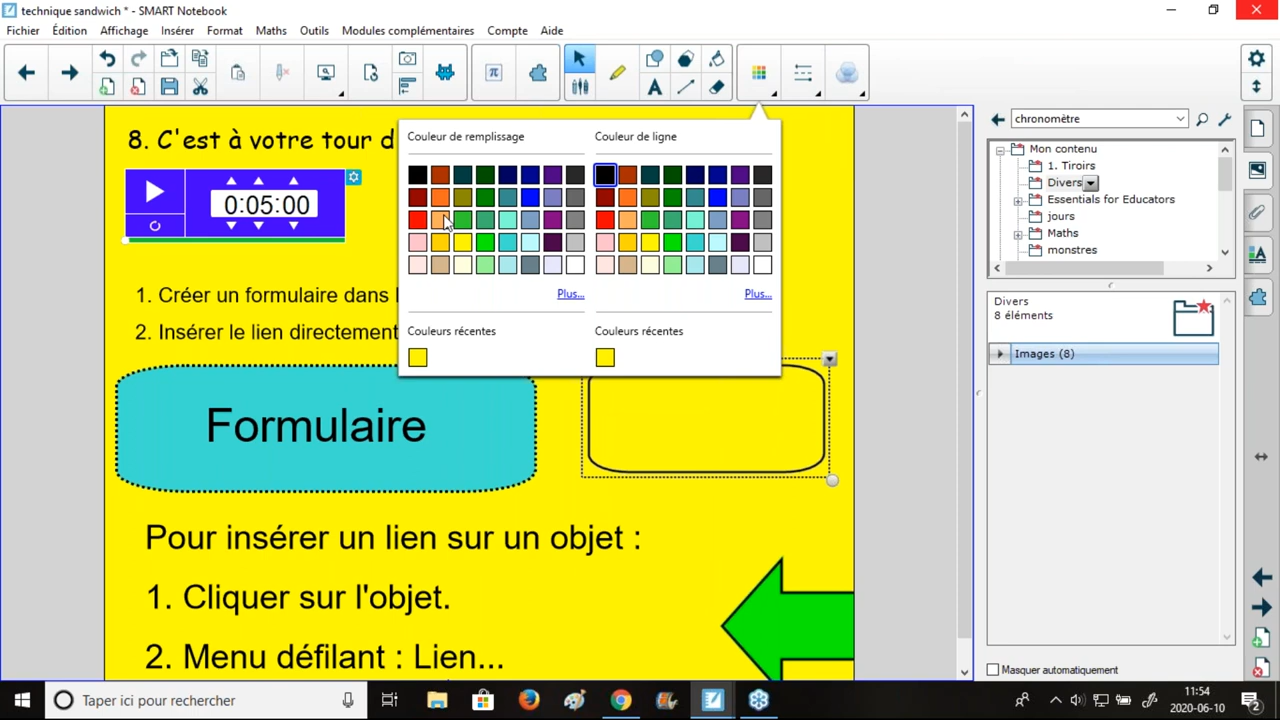 technique sandwich * - SMART Notebook
Fichier Édition Affichage Insérer Format Maths Outils Modules complémentaires Compte Aide
π
A
8. C'est à votre tour d
Couleur de remplissage
Couleur de ligne
0:05:00
1. Créer un formulaire dans l
2. Insérer le lien directement
Plus...
Plus...
Couleurs récentes
Couleurs récentes
Formulaire
Pour insérer un lien sur un objet :
1. Cliquer sur l'objet.
2. Menu défilant : Lien...
chronomètre
Mon contenu
1. Tiroirs
Divers
Essentials for Educators
jours
Maths
monstres
Divers
8 éléments
Images (8)
Masquer automatiquement
Taper ici pour rechercher
11:54
2020-06-10
2